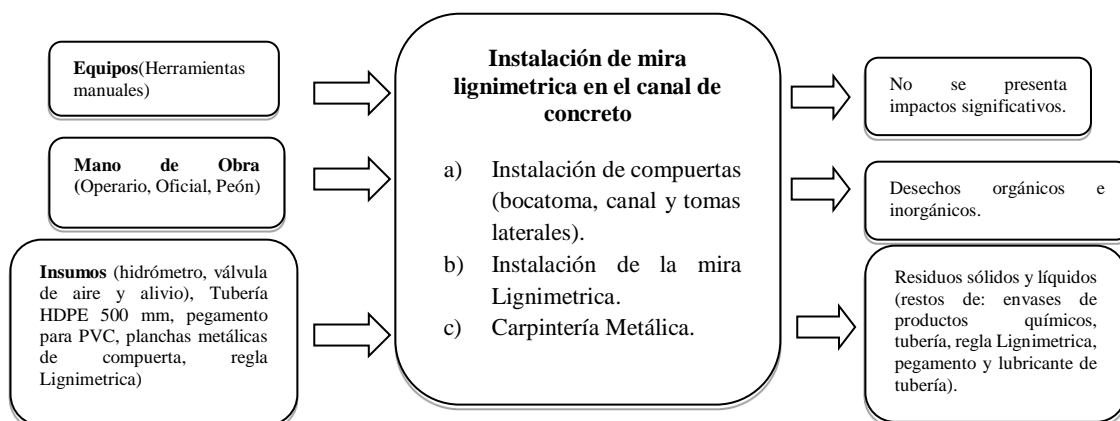 Equipos(Herramientas
manuales)
Mano de Obra
(Operario, Oficial, Peón)
Insumos (hidrómetro, válvula
de aire y alivio), Tubería
HDPE 500 mm, pegamento
para PVC, planchas metálicas
de compuerta, regla
Lignimetrica)
Instalación de mira
lignimetrica en el canal de
concreto
a) Instalación de compuertas
(bocatoma, canal y tomas
laterales).
b) Instalación de la mira
Lignimetrica.
c) Carpintería Metálica.
No se presenta
impactos significativos.
Desechos orgánicos e
inorgánicos.
Residuos sólidos y líquidos
(restos de: envases de
productos químicos,
tubería, regla Lignimetrica,
pegamento y lubricante de
tubería).